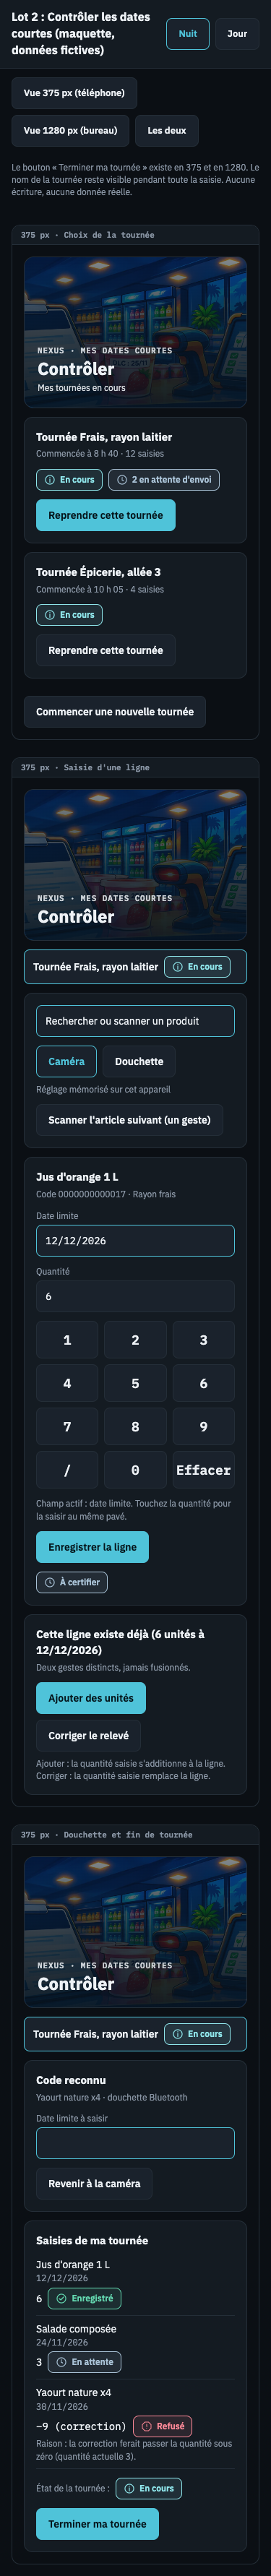 Lot 2 : Contrôler les dates
courtes (maquette,
données fictives)
Nuit
Jour
Vue 375 px (téléphone)
Vue 1280 px (bureau)
Les deux
Le bouton « Terminer ma tournée » existe en 375 et en 1280. Le
nom de la tournée reste visible pendant toute la saisie. Aucune
écriture, aucune donnée réelle.
375 px · Choix de la tournée
NEXUS · MES DATES COURTES
Contrôler
Mes tournées en cours
Tournée Frais, rayon laitier
Commencée à 8 h 40 · 12 saisies
En cours
2 en attente d'envoi
Reprendre cette tournée
Tournée Épicerie, allée 3
Commencée à 10 h 05 · 4 saisies
En cours
Reprendre cette tournée
Commencer une nouvelle tournée
375 px · Saisie d'une ligne
NEXUS · MES DATES COURTES
Contrôler
Tournée Frais, rayon laitier
En cours
Rechercher ou scanner un produit
Caméra
Douchette
Réglage mémorisé sur cet appareil
Scanner l'article suivant (un geste)
Jus d'orange 1 L
Code 0000000000017 · Rayon frais
Date limite
12/12/2026
Quantité
6
1 2 3
4 5 6
7 8 9
/ 0 Effacer
Champ actif : date limite. Touchez la quantité pour
la saisir au même pavé.
Enregistrer la ligne
À certifier
Cette ligne existe déjà (6 unités à
12/12/2026)
Deux gestes distincts, jamais fusionnés.
Ajouter des unités
Corriger le relevé
Ajouter : la quantité saisie s'additionne à la ligne.
Corriger : la quantité saisie remplace la ligne.
375 px · Douchette et fin de tournée
NEXUS · MES DATES COURTES
Contrôler
Tournée Frais, rayon laitier
En cours
Code reconnu
Yaourt nature x4 · douchette Bluetooth
Date limite à saisir
Revenir à la caméra
Saisies de ma tournée
Jus d'orange 1 L
12/12/2026
6 Enregistré
Salade composée
24/11/2026
3 En attente
Yaourt nature x4
30/11/2026
−9 (correction) Refusé
Raison : la correction ferait passer la quantité sous
zéro (quantité actuelle 3).
État de la tournée : En cours
Terminer ma tournée